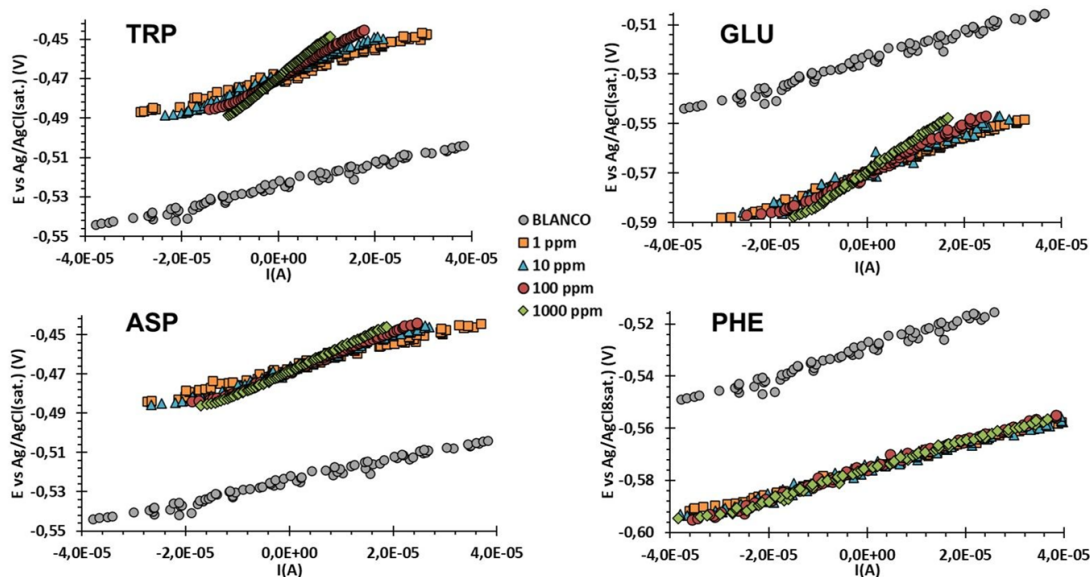 TRP
E vs Ag/AgCl(sat.) (V)
-0,45
-0,47
-0,49
-0,51
-0,53
-0,55
-4,0E-05 -2,0E-05 0,0E+00 2,0E-05 4,0E-05
I(A)
GLU
E vs Ag/AgCl(sat.) (V)
-0,51
-0,53
-0,55
-0,57
-0,59
-4,0E-05 -2,0E-05 0,0E+00 2,0E-05 4,0E-05
I(A)
BLANCO
1 ppm
10 ppm
100 ppm
1000 ppm
ASP
E vs Ag/AgCl(sat.) (V)
-0,45
-0,47
-0,49
-0,51
-0,53
-0,55
-4,0E-05 -2,0E-05 0,0E+00 2,0E-05 4,0E-05
I(A)
PHE
E vs Ag/AgCl8sat.) (V)
-0,52
-0,54
-0,56
-0,58
-0,60
-4,0E-05 -2,0E-05 0,0E+00 2,0E-05 4,0E-05
I(A)